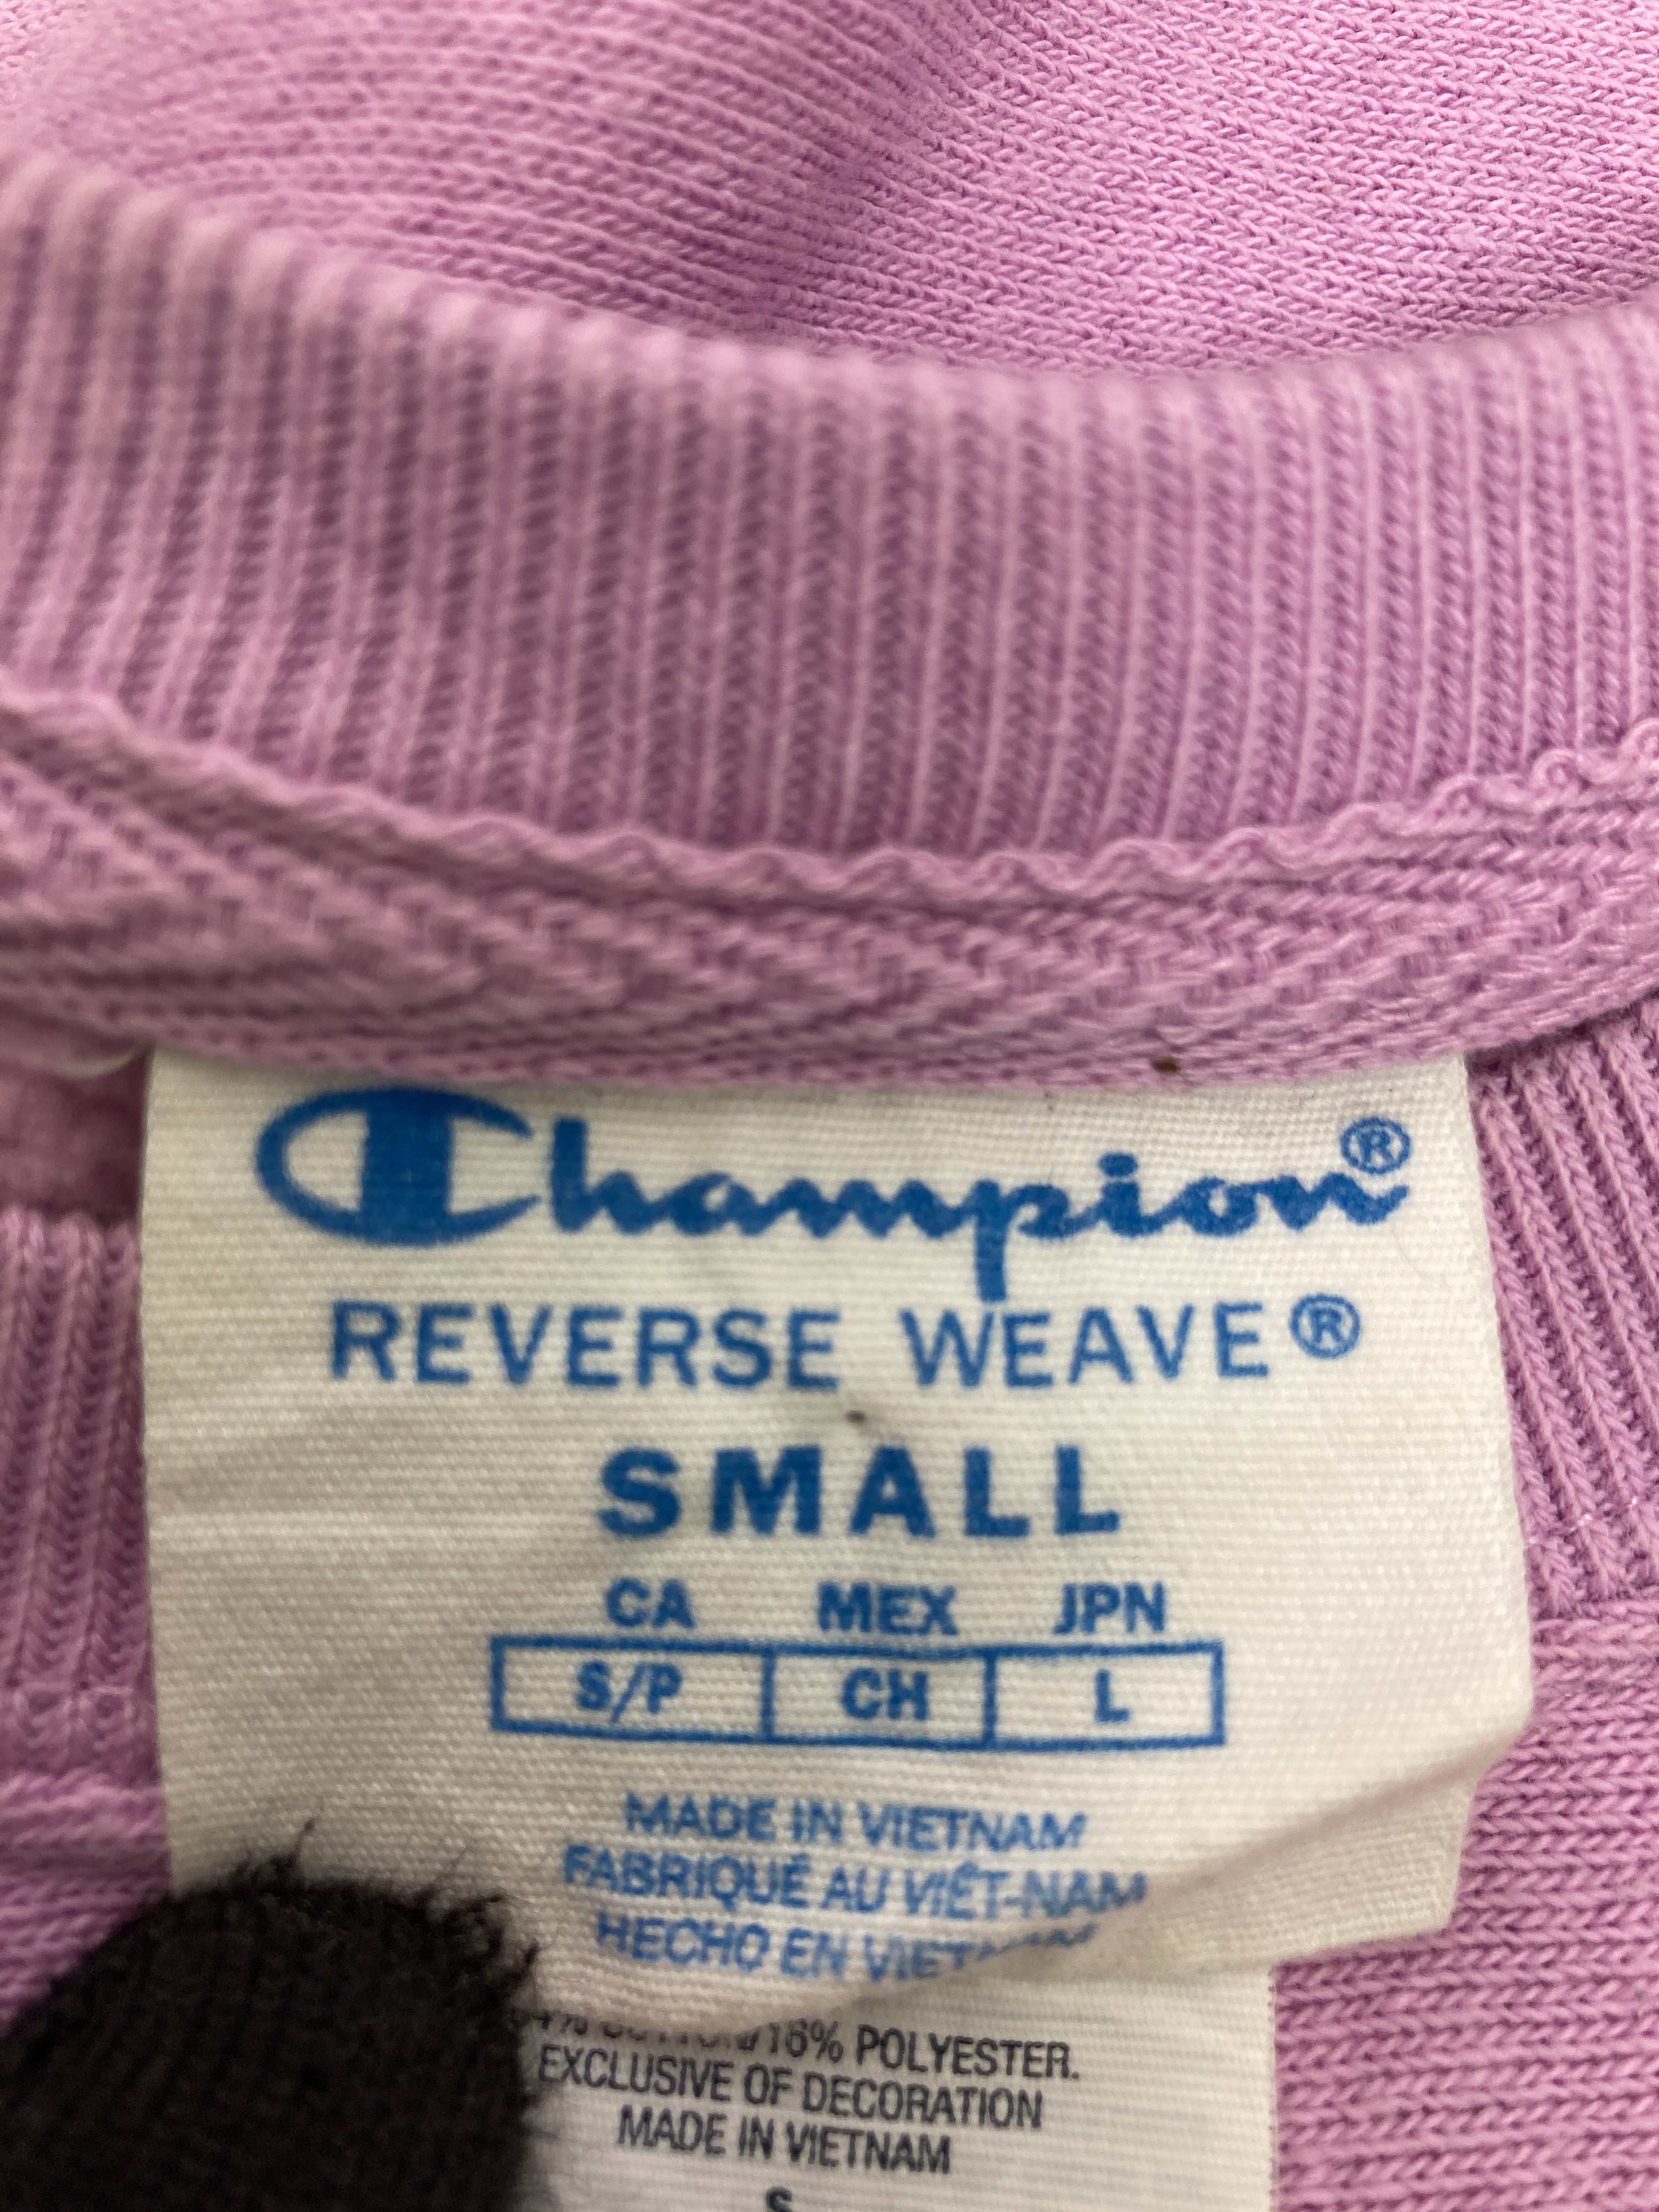 Champion®
REVERSE WEAVE®
SMALL
CA MEX JPN
S/P CH L
MADE IN VIETNAM
FABRIQUÉ AU VIÊT-NAM
HECHO EN VIETNAM
/16% POLYESTER.
EXCLUSIVE OF DECORATION
MADE IN VIETNAM
S